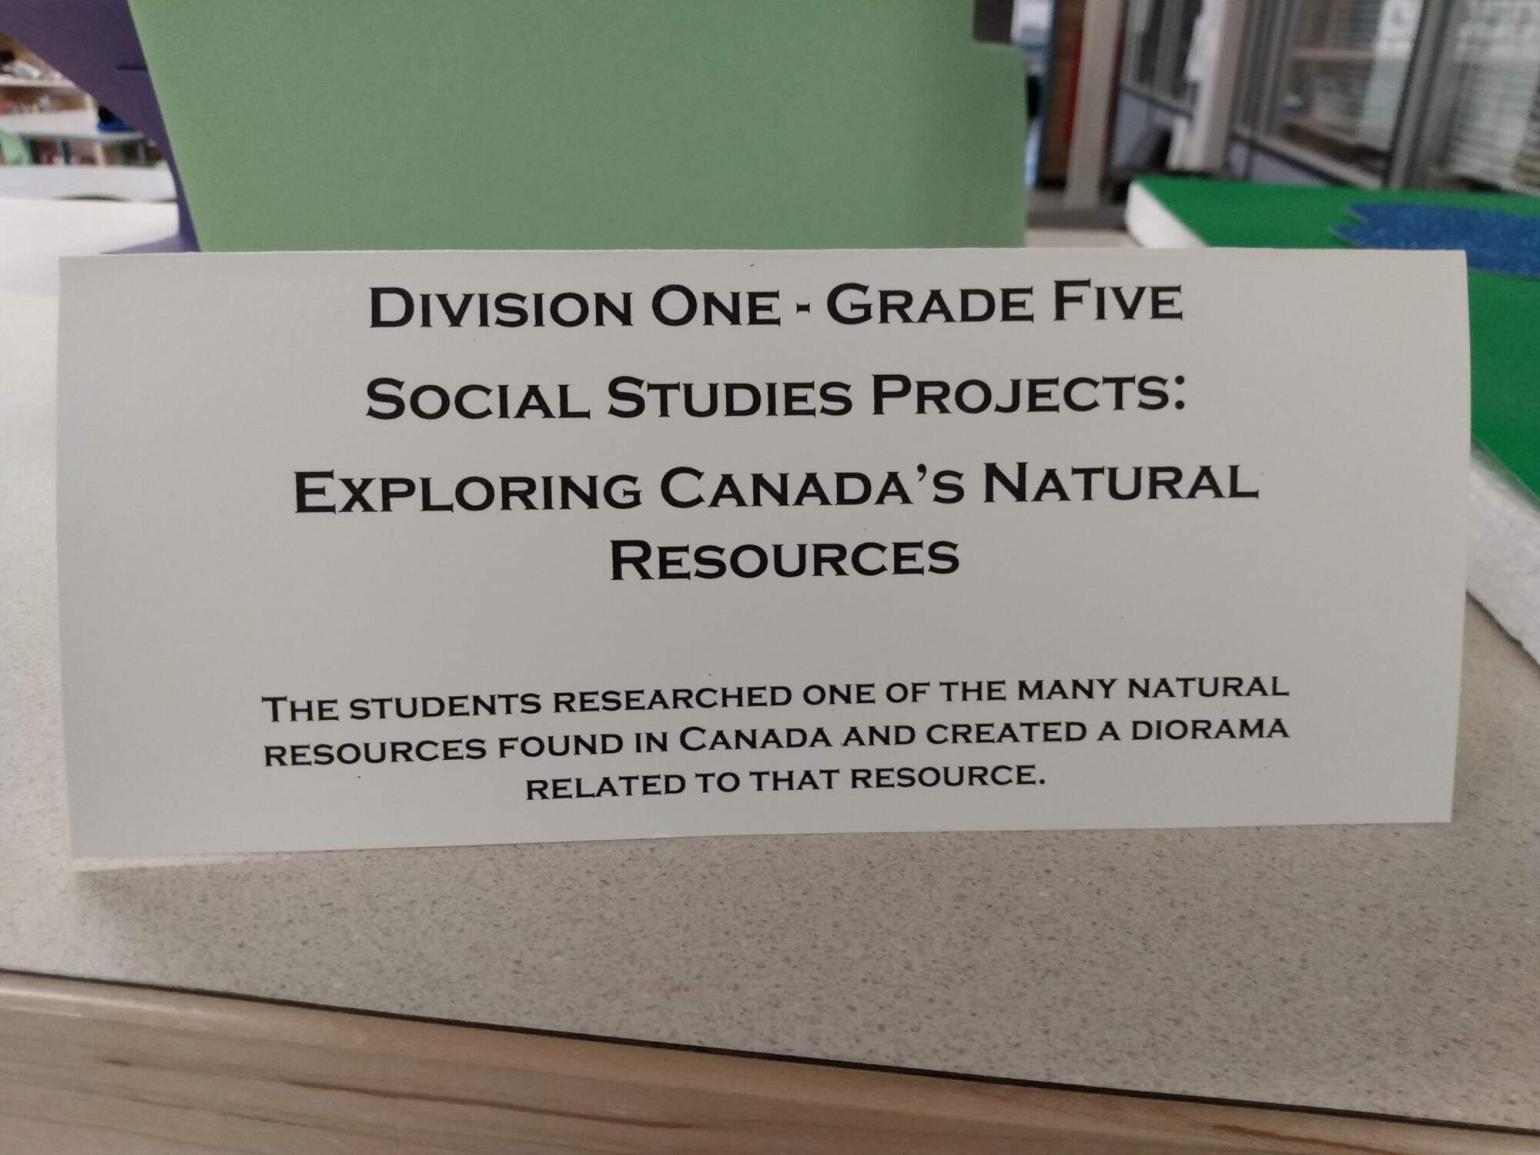 Division One - Grade Five
Social Studies Projects:
Exploring Canada's Natural
Resources
The students researched one of the many natural
resources found in Canada and created a diorama
related to that resource.